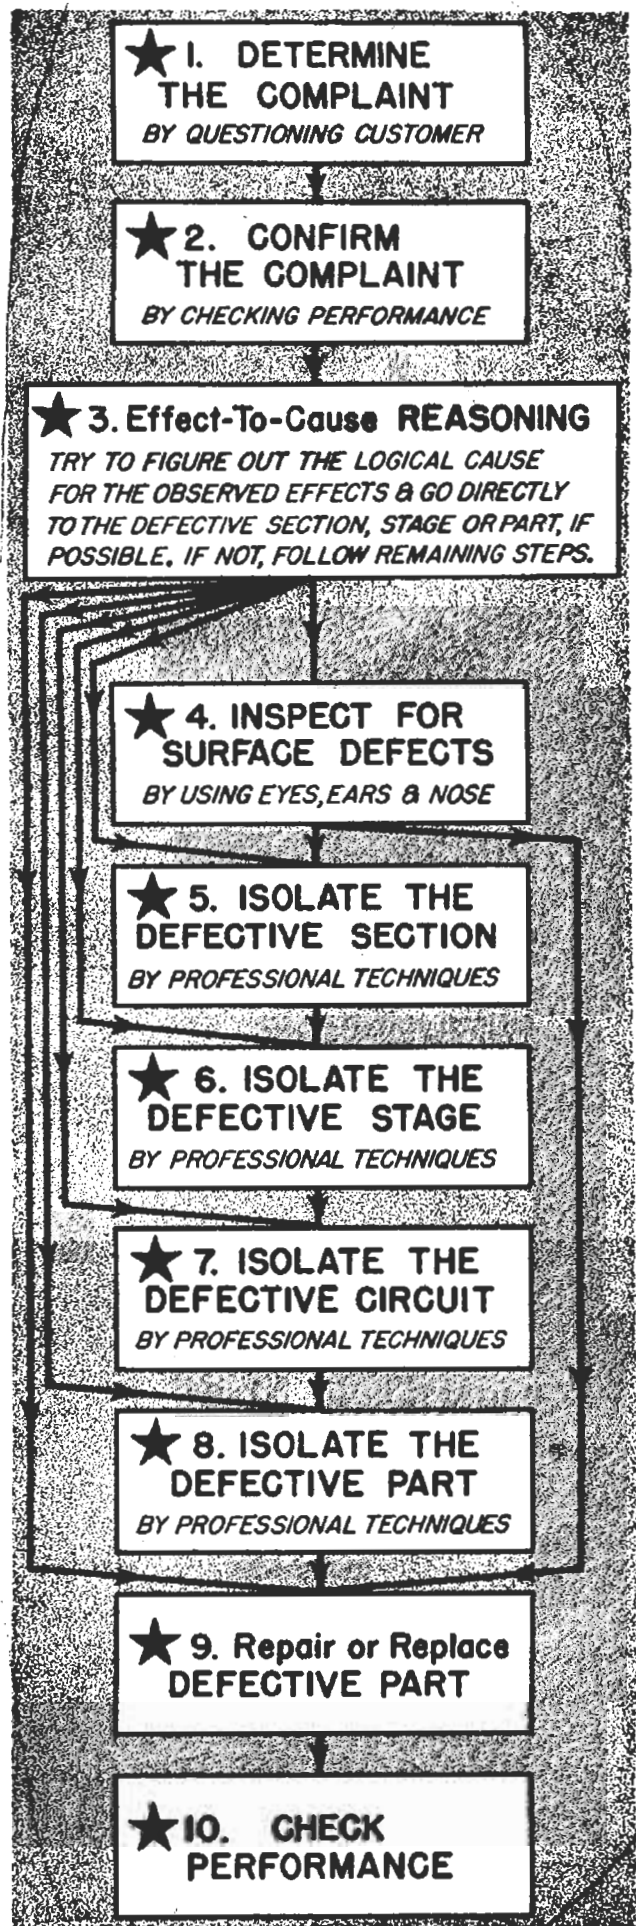 ★ 1. DETERMINE
THE COMPLAINT
BY QUESTIONING CUSTOMER
★ 2. CONFIRM
THE COMPLAINT
BY CHECKING PERFORMANCE
★ 3. Effect-To-Cause REASONING
TRY TO FIGURE OUT THE LOGICAL CAUSE
FOR THE OBSERVED EFFECTS & GO DIRECTLY
TO THE DEFECTIVE SECTION, STAGE OR PART, IF
POSSIBLE. IF NOT, FOLLOW REMAINING STEPS.
★ 4. INSPECT FOR
SURFACE DEFECTS
BY USING EYES, EARS & NOSE
★ 5. ISOLATE THE
DEFECTIVE SECTION
BY PROFESSIONAL TECHNIQUES
★ 6. ISOLATE THE
DEFECTIVE STAGE
BY PROFESSIONAL TECHNIQUES
★ 7. ISOLATE THE
DEFECTIVE CIRCUIT
BY PROFESSIONAL TECHNIQUES
★ 8. ISOLATE THE
DEFECTIVE PART
BY PROFESSIONAL TECHNIQUES
★ 9. Repair or Replace
DEFECTIVE PART
★ 10. CHECK
PERFORMANCE